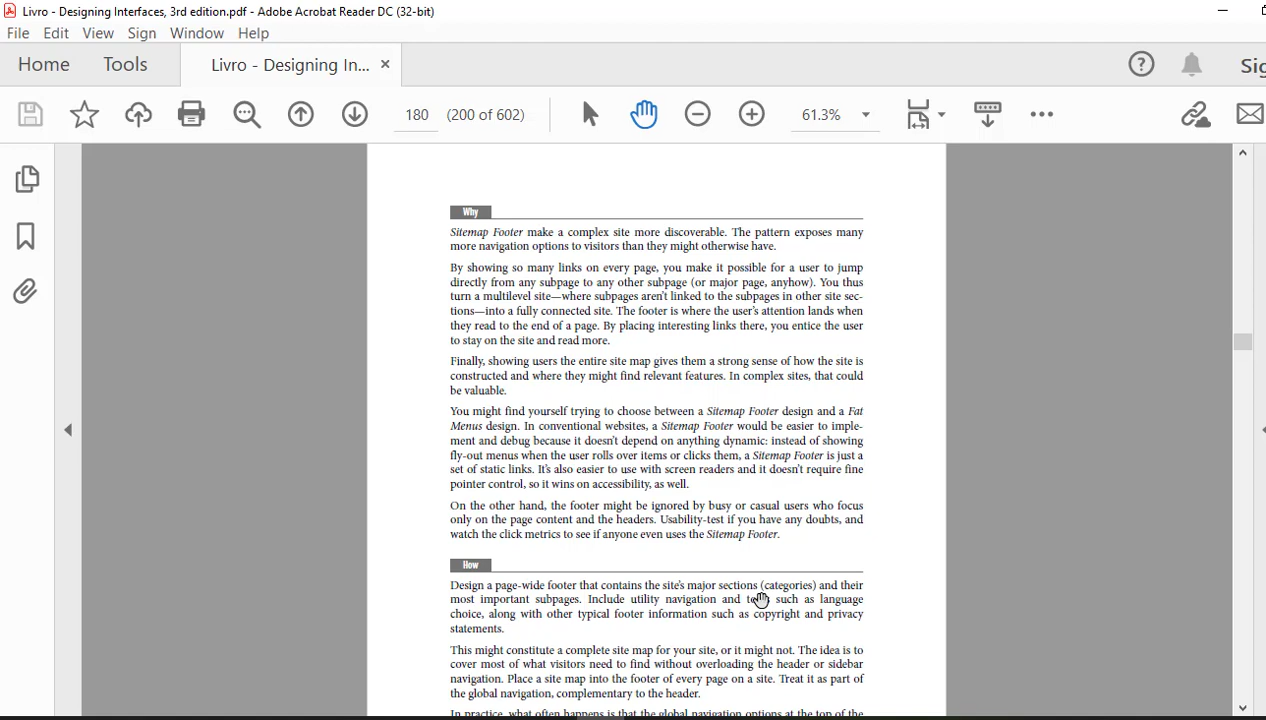 Livro - Designing Interfaces, 3rd edition.pdf - Adobe Acrobat Reader DC (32-bit)
File Edit View Sign Window Help
Home Tools Livro - Designing In... ×
? Sig
180 (200 of 602) 61.3%
Why
Sitemap Footer make a complex site more discoverable. The pattern exposes many
more navigation options to visitors than they might otherwise have.
By showing so many links on every page, you make it possible for a user to jump
directly from any subpage to any other subpage (or major page, anyhow). You thus
turn a multilevel site—where subpages aren't linked to the subpages in other site sec-
tions—into a fully connected site. The footer is where the user's attention lands when
they read to the end of a page. By placing interesting links there, you entice the user
to stay on the site and read more.
Finally, showing users the entire site map gives them a strong sense of how the site is
constructed and where they might find relevant features. In complex sites, that could
be valuable.
You might find yourself trying to choose between a Sitemap Footer design and a Fat
Menus design. In conventional websites, a Sitemap Footer would be easier to imple-
ment and debug because it doesn't depend on anything dynamic: instead of showing
fly-out menus when the user rolls over items or clicks them, a Sitemap Footer is just a
set of static links. It's also easier to use with screen readers and it doesn't require fine
pointer control, so it wins on accessibility, as well.
On the other hand, the footer might be ignored by busy or casual users who focus
only on the page content and the headers. Usability-test if you have any doubts, and
watch the click metrics to see if anyone even uses the Sitemap Footer.
How
Design a page-wide footer that contains the site's major sections (categories) and their
most important subpages. Include utility navigation and such as language
choice, along with other typical footer information such as copyright and privacy
statements.
This might constitute a complete site map for your site, or it might not. The idea is to
cover most of what visitors need to find without overloading the header or sidebar
navigation. Place a site map into the footer of every page on a site. Treat it as part of
the global navigation, complementary to the header.
In practice, what often happens is that the global navigation options at the top of the